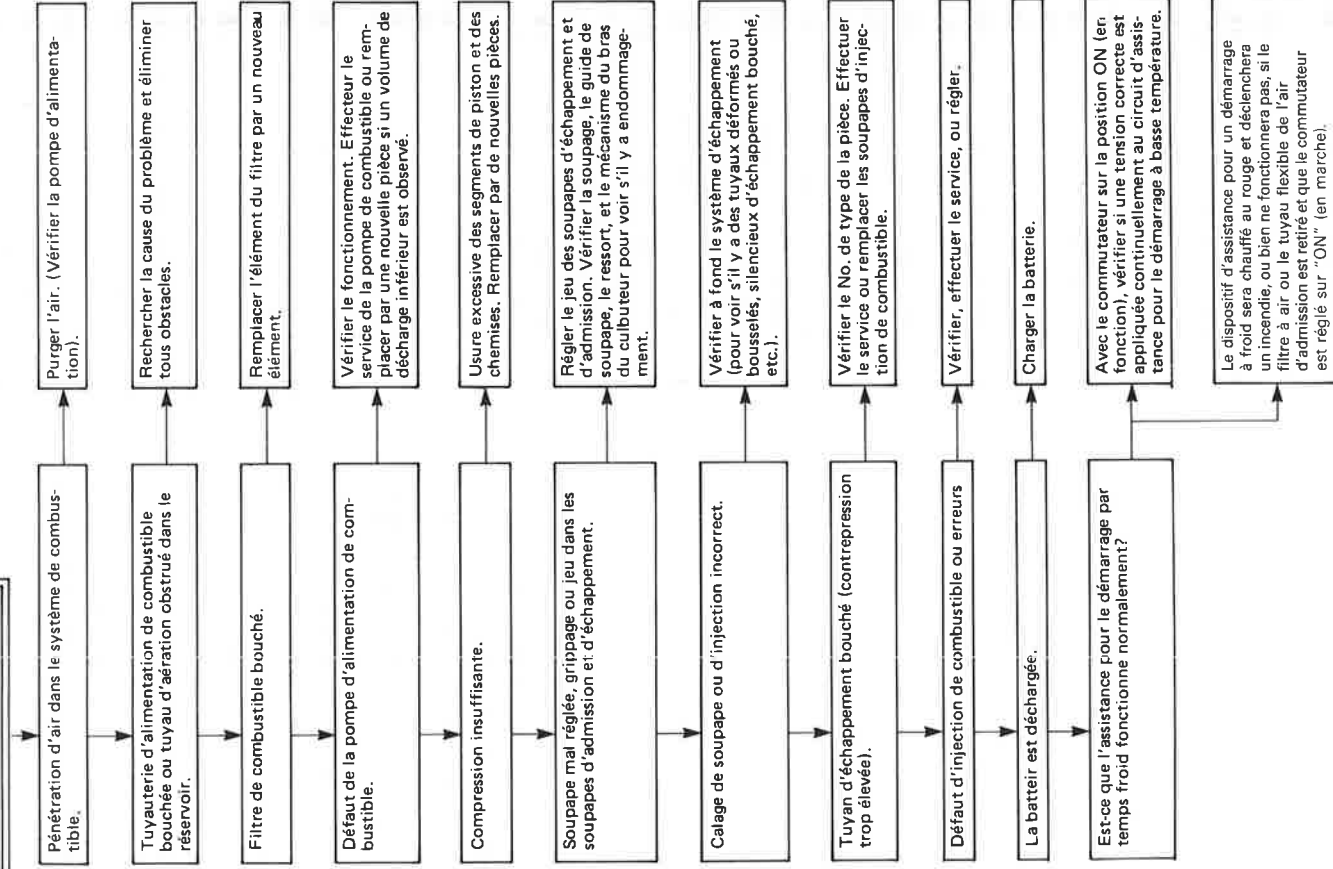 Pénétration d'air dans le système de combus-
tible.
Purger l'air. (Vérifier la pompe d'alimenta-
tion).
Tuyauterie d'alimentation de combustible
bouchée ou tuyau d'aération obstrué dans le
réservoir.
Rechercher la cause du problème et éliminer
tous obstacles.
Filtre de combustible bouché.
Remplacer l'élément du filtre par un nouveau
élément.
Défaut de la pompe d'alimentation de com-
bustible.
Vérifier le fonctionnement. Effecteur le
service de la pompe de combustible ou rem-
placer par une nouvelle pièce si un volume de
décharge inférieur est observé.
Compression insuffisante.
Usure excessive des segments de piston et des
chemises. Remplacer par de nouvelles pièces.
Soupape mal réglée, grippage ou jeu dans les
soupapes d'admission et d'échappement.
Régler le jeu des soupapes d'échappement et
d'admission. Vérifier la soupage, le guide de
soupape, le ressort, et le mécanisme du bras
du culbuteur pour voir s'il y a endommage-
ment.
Calage de soupape ou d'injection incorrect.
Vérifier à fond le système d'échappement
(pour voir s'il y a des tuyaux déformés ou
bousselés, silencieux d'échappement bouché,
etc.).
Tuyan d'échappement bouché (contrepression
trop élevée).
Vérifier le No. de type de la pièce. Effectuer
le service ou remplacer les soupapes d'injec-
tion de combustible.
Défaut d'injection de combustible ou erreurs
Vérifier, effectuer le service, ou régler.
La batteir est déchargée.
Charger la batterie.
Est-ce que l'assistance pour le démarrage par
temps froid fonctionne normalement?
Avec le commutateur sur la position ON (en
fonction), vérifier si une tension correcte est
appliquée continuellement au circuit d'assis-
tance pour le démarrage à basse température.
Le dispositif d'assistance pour un démarrage
à froid sera chauffé au rouge et déclenchera
un incendie, ou bien ne fonctionnera pas, si le
filtre à air ou le tuyau flexible de l'air
d'admission est retiré et que le commutateur
est réglé sur "ON" (en marche).